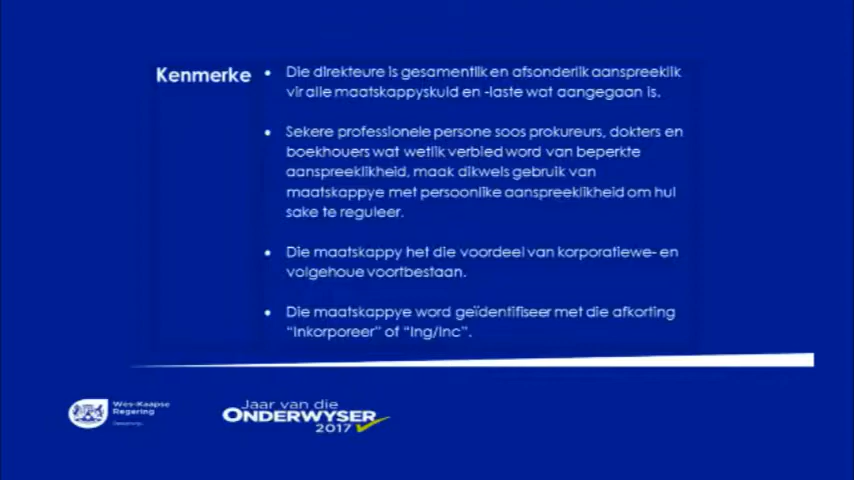 Kenmerke
• Die direkteure is gesamentlik en afsonderlik aanspreeklik
vir alle maatskappyskuld en -laste wat aangegaan is.
• Sekere professionele persone soos prokureurs, dokters en
boekhouers wat wetlik verbied word van beperkte
aanspreeklikheid, maak dikwels gebruik van
maatskappye met persoonlike aanspreeklikheid om hul
sake te reguleer.
• Die maatskappy het die voordeel van korporatiewe- en
volgehoue voortbestaan.
• Die maatskappye word geïdentifiseer met die afkorting
“Inkorporeer” of “Ing/Inc”.
Wes-Kaapse
Regering
Jaar van die
ONDERWYSER
2017